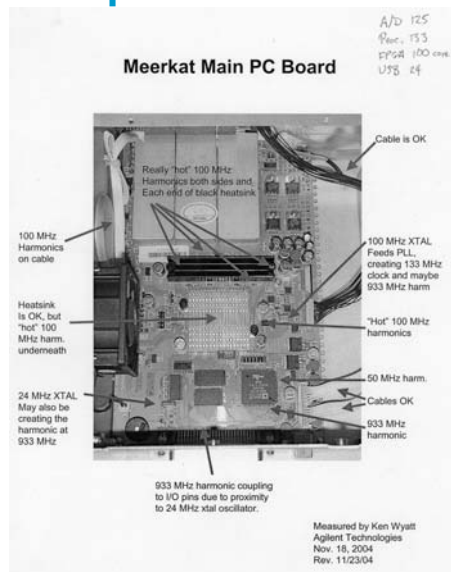 A/D 125
Proc. 133
FPGA 100 conv.
USB 24
Meerkat Main PC Board
Cable is OK
Really "hot" 100 MHz
Harmonics both sides and
Each end of black heatsink
100 MHz
Harmonics
on cable
100 MHz XTAL
Feeds PLL,
creating 133 MHz
clock and maybe
933 MHz harm
Heatsink
Is OK, but
"hot" 100
MHz harm.
underneath
"Hot" 100 MHz
harmonics
50 MHz harm.
24 MHz XTAL
May also be
creating the
harmonic at
933 MHz
Cables OK
933 MHz
harmonic
933 MHz harmonic coupling
to I/O pins due to proximity
to 24 MHz xtal oscillator.
Measured by Ken Wyatt
Agilent Technologies
Nov. 18, 2004
Rev. 11/23/04